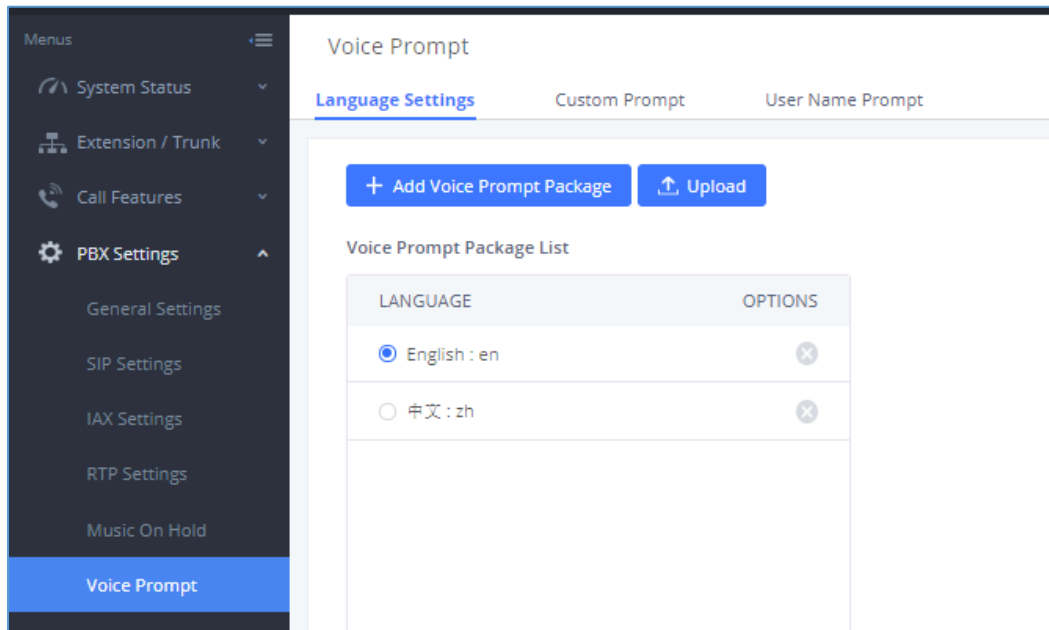 Menus
System Status
Extension / Trunk
Call Features
PBX Settings
General Settings
SIP Settings
IAX Settings
RTP Settings
Music On Hold
Voice Prompt
Voice Prompt
Language Settings Custom Prompt User Name Prompt
+ Add Voice Prompt Package Upload
Voice Prompt Package List
LANGUAGE OPTIONS
English : en
中文 : zh